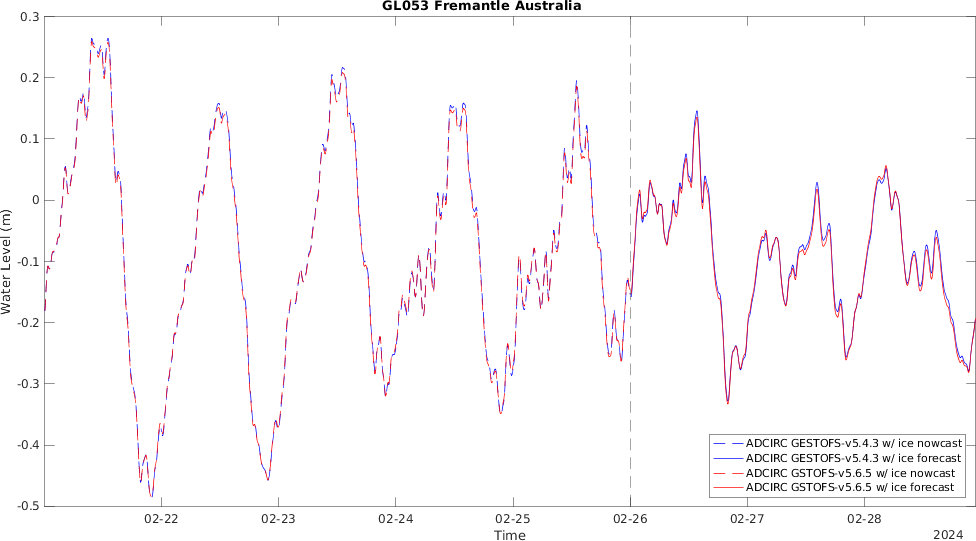 GL053 Fremantle Australia
0.3
0.2
0.1
0
-0.1
-0.2
-0.3
-0.4
-0.5
Water Level (m)
ADCIRC GESTOFS-v5.4.3 w/ ice nowcast
ADCIRC GESTOFS-v5.4.3 w/ ice forecast
ADCIRC GSTOFS-v5.6.5 w/ ice nowcast
ADCIRC GSTOFS-v5.6.5 w/ ice forecast
02-22 02-23 02-24 02-25 02-26 02-27 02-28
Time
2024